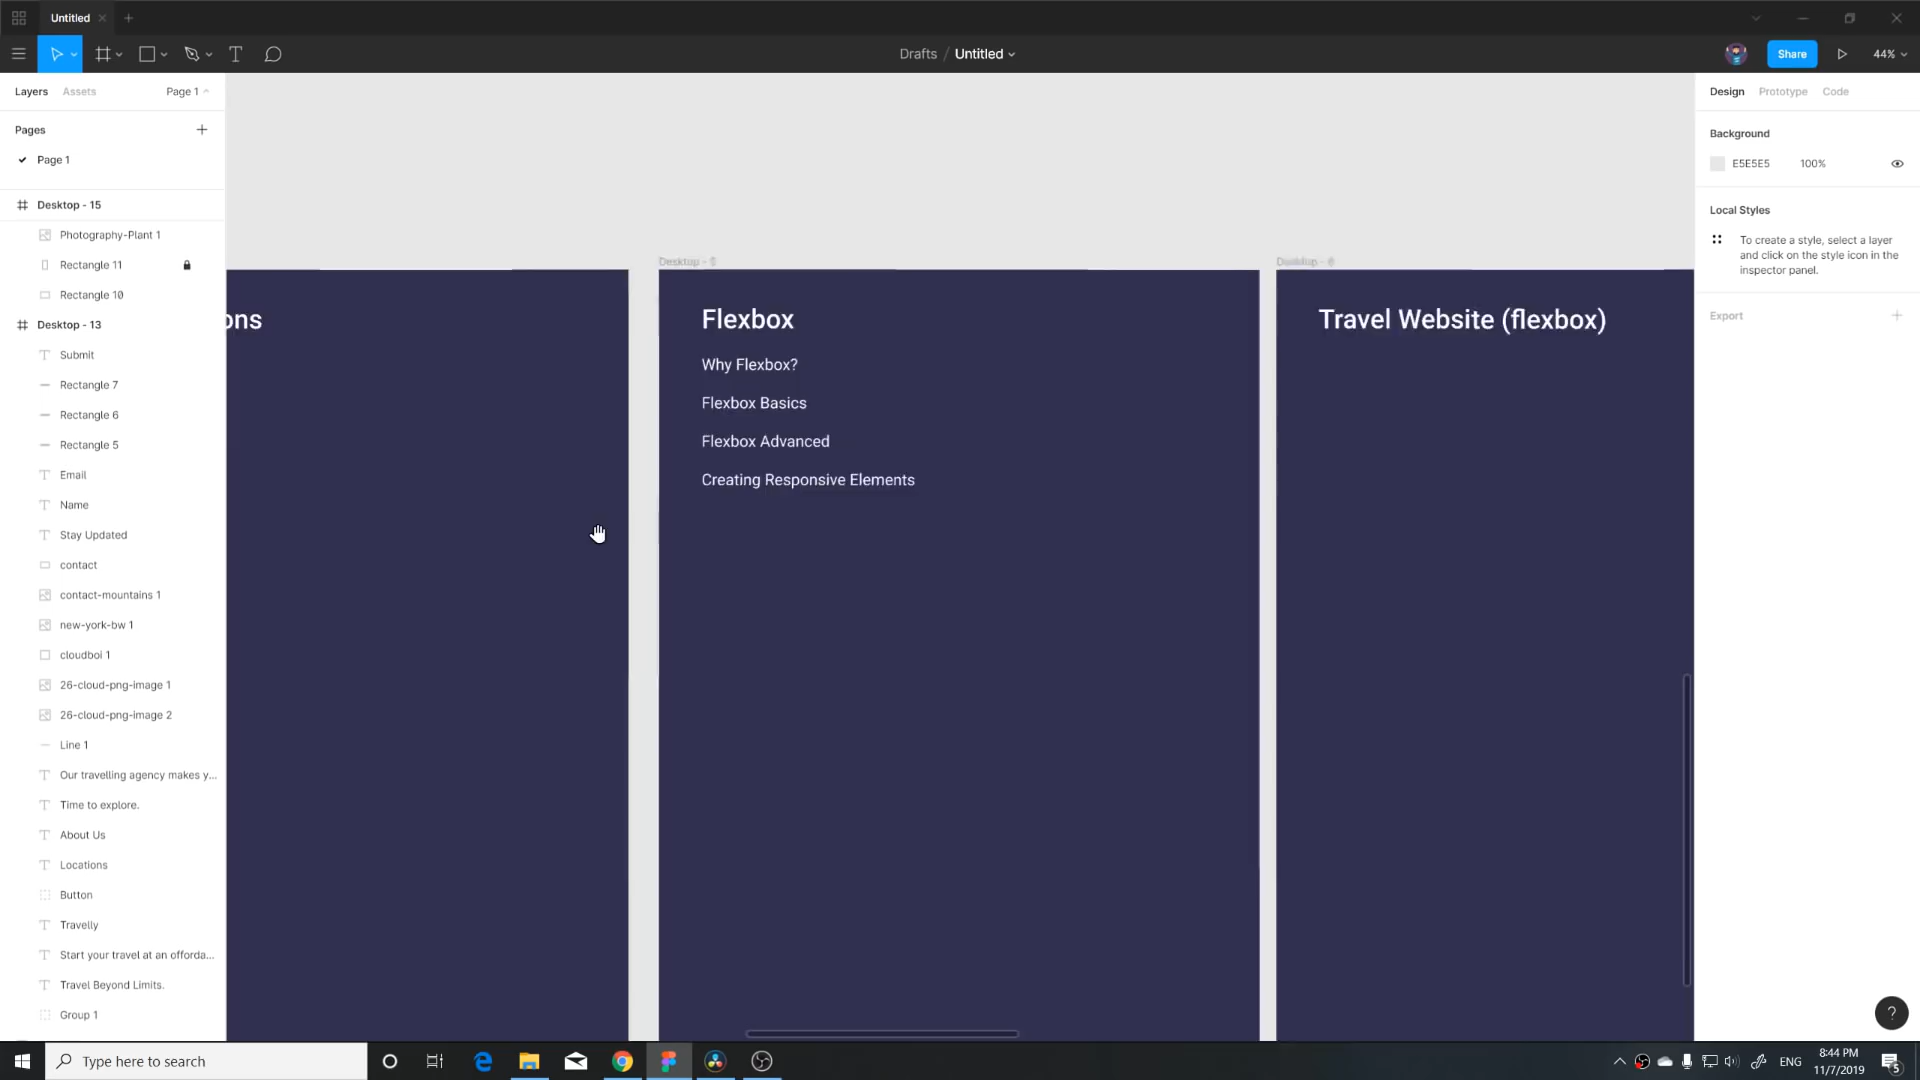 Untitled
Drafts / Untitled
Share
44%
Layers
Assets
Page 1
Pages
Page 1
Desktop - 15
Photography-Plant 1
Rectangle 11
Rectangle 10
Desktop - 13
Submit
Rectangle 7
Rectangle 6
Rectangle 5
Email
Name
Stay Updated
contact
contact-mountains 1
new-york-bw 1
cloudboi 1
26-cloud-png-image 1
26-cloud-png-image 2
Line 1
Our travelling agency makes y...
Time to explore.
About Us
Locations
Button
Travelly
Start your travel at an afforda...
Travel Beyond Limits.
Group 1
ons
Desktop -
Flexbox
Why Flexbox?
Flexbox Basics
Flexbox Advanced
Creating Responsive Elements
Desktop -
Travel Website (flexbox)
Design
Prototype
Code
Background
E5E5E5
100%
Local Styles
To create a style, select a layer
and click on the style icon in the
inspector panel.
Export
?
Type here to search
ENG
8:44 PM
11/7/2019
5